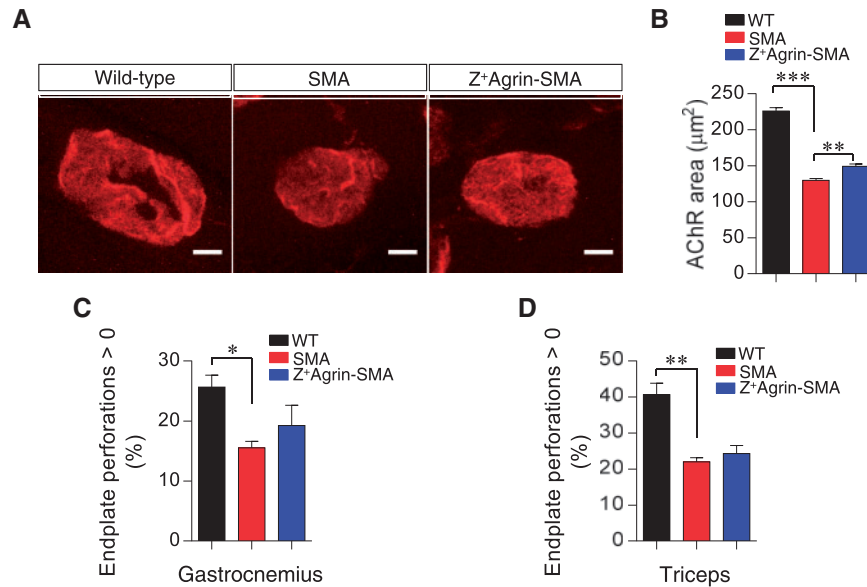 A
Wild-type
SMA
Z⁺Agrin-SMA
B
WT
SMA
Z⁺Agrin-SMA
AChR area (μm²)
250
200
150
100
50
0
***
**
C
Endplate perforations > 0
(%)
30
20
10
0
*
WT
SMA
Z⁺Agrin-SMA
Gastrocnemius
D
Endplate perforations > 0
(%)
50
40
30
20
10
0
**
WT
SMA
Z⁺Agrin-SMA
Triceps